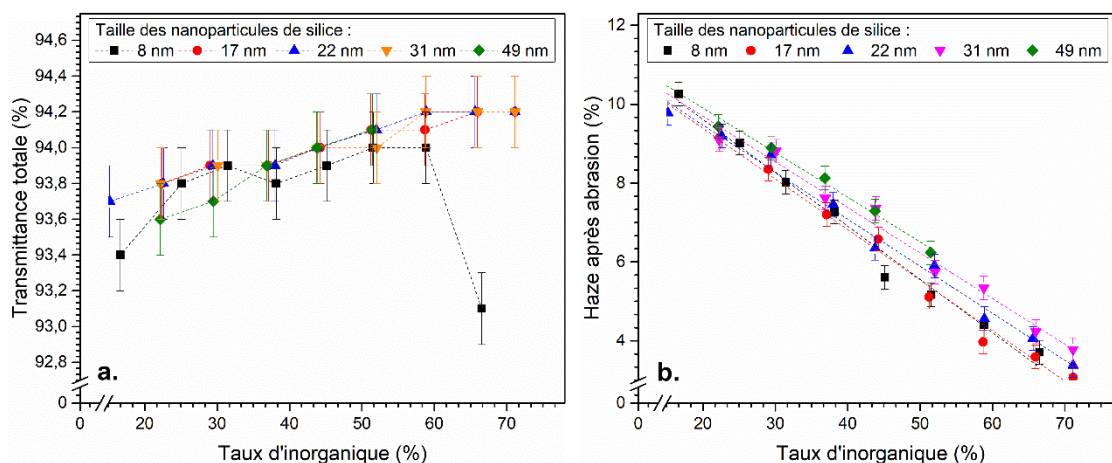 Taille des nanoparticules de silice :
8 nm 17 nm 22 nm 31 nm 49 nm
94,6
94,4
94,2
94,0
93,8
93,6
93,4
93,2
93,0
92,8
0
Transmittance totale (%)
a.
0 20 30 40 50 60 70
Taux d'inorganique (%)
Taille des nanoparticules de silice :
8 nm 17 nm 22 nm 31 nm 49 nm
12
10
8
6
4
0
Haze après abrasion (%)
b.
0 20 30 40 50 60 70
Taux d'inorganique (%)